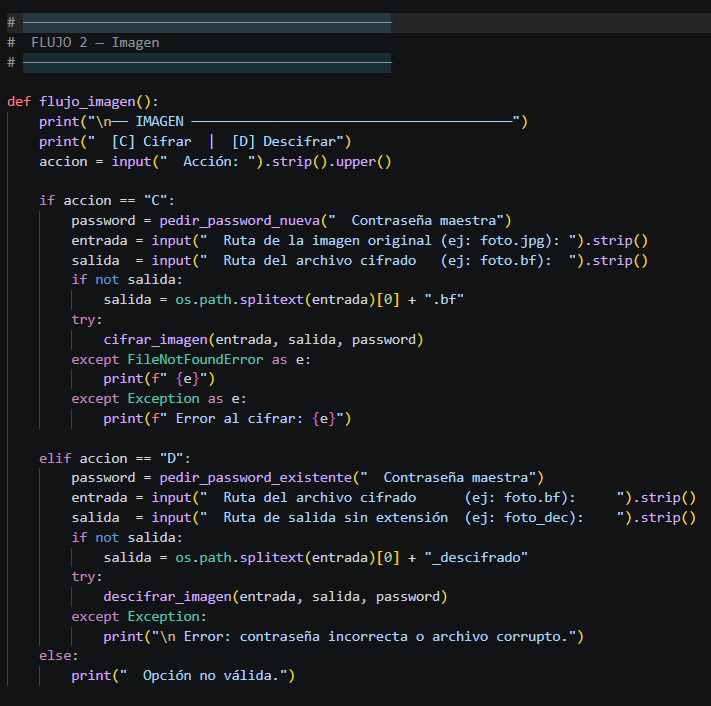 # ──────────────────────────────────────────────
#  FLUJO 2 — Imagen
# ──────────────────────────────────────────────

def flujo_imagen():
    print("\n── IMAGEN ────────────────────────────────────────")
    print("  [C] Cifrar  |  [D] Descifrar")
    accion = input("  Acción: ").strip().upper()

    if accion == "C":
        password = pedir_password_nueva("  Contraseña maestra")
        entrada = input("  Ruta de la imagen original (ej: foto.jpg): ").strip()
        salida  = input("  Ruta del archivo cifrado   (ej: foto.bf):  ").strip()
        if not salida:
            salida = os.path.splitext(entrada)[0] + ".bf"
        try:
            cifrar_imagen(entrada, salida, password)
        except FileNotFoundError as e:
            print(f" {e}")
        except Exception as e:
            print(f" Error al cifrar: {e}")

    elif accion == "D":
        password = pedir_password_existente("  Contraseña maestra")
        entrada = input("  Ruta del archivo cifrado      (ej: foto.bf):     ").strip()
        salida  = input("  Ruta de salida sin extensión  (ej: foto_dec):    ").strip()
        if not salida:
            salida = os.path.splitext(entrada)[0] + "_descifrado"
        try:
            descifrar_imagen(entrada, salida, password)
        except Exception:
            print("\n Error: contraseña incorrecta o archivo corrupto.")
    else:
        print("  Opción no válida.")